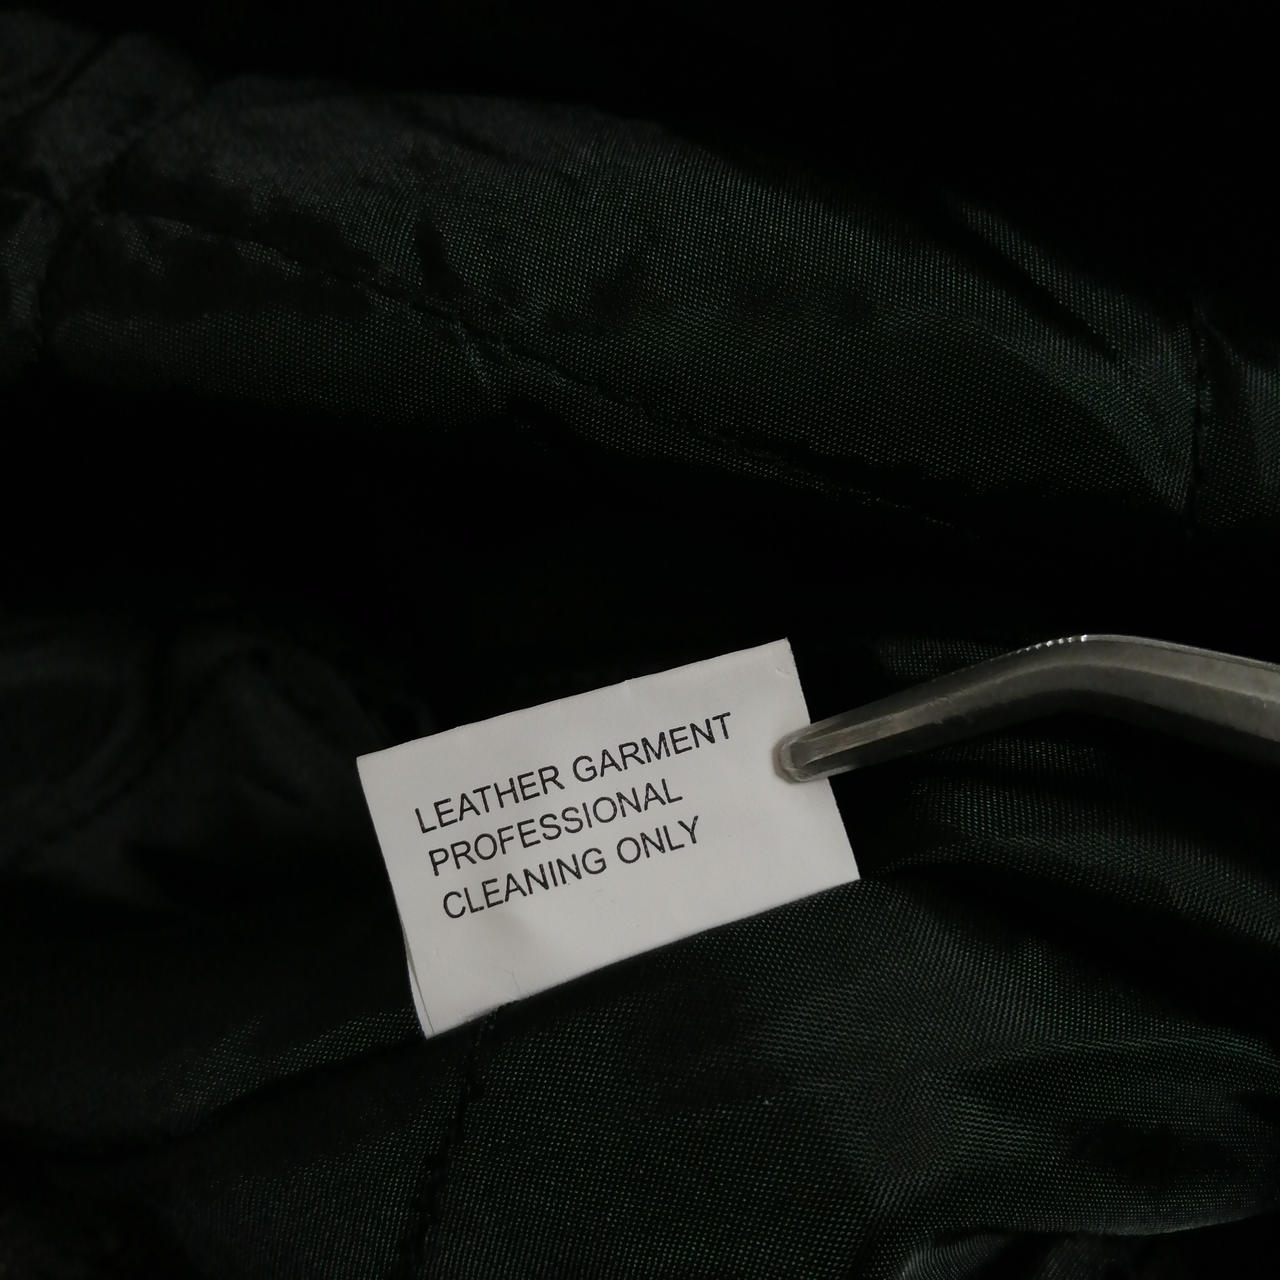 LEATHER GARMENT
PROFESSIONAL
CLEANING ONLY